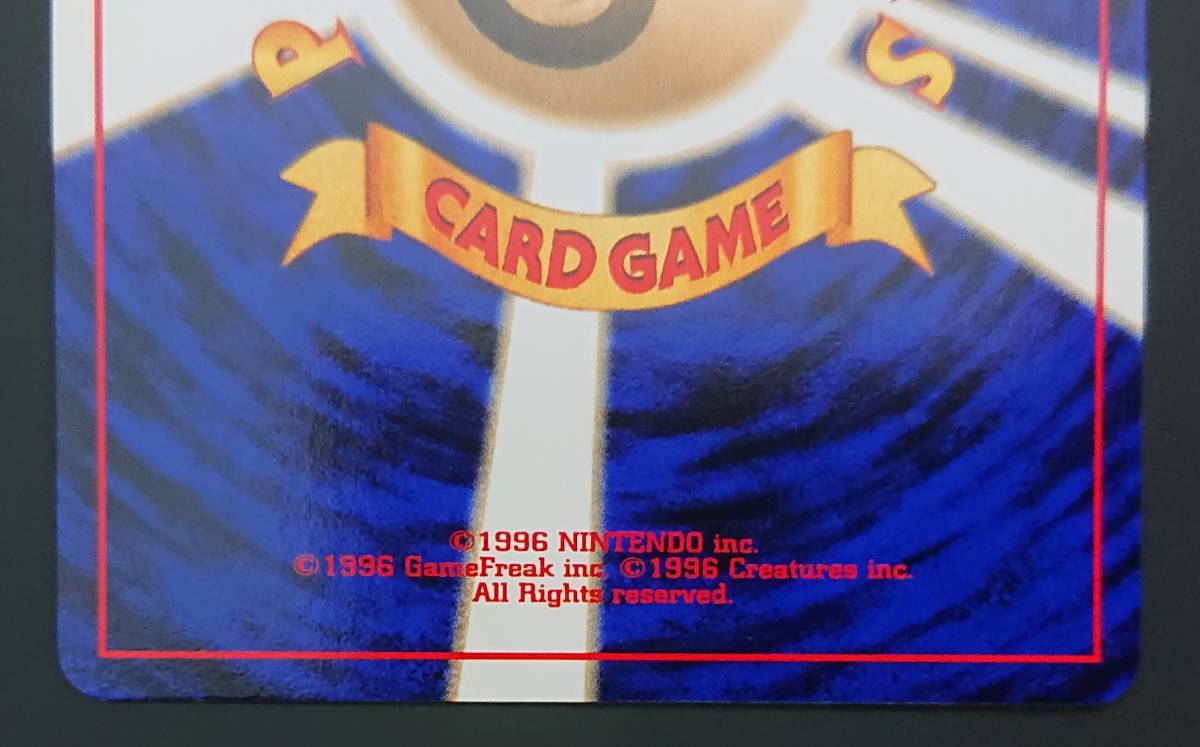 P S
CARD GAME
©1996 NINTENDO inc.
©1996 GameFreak inc. ©1996 Creatures inc.
All Rights reserved.